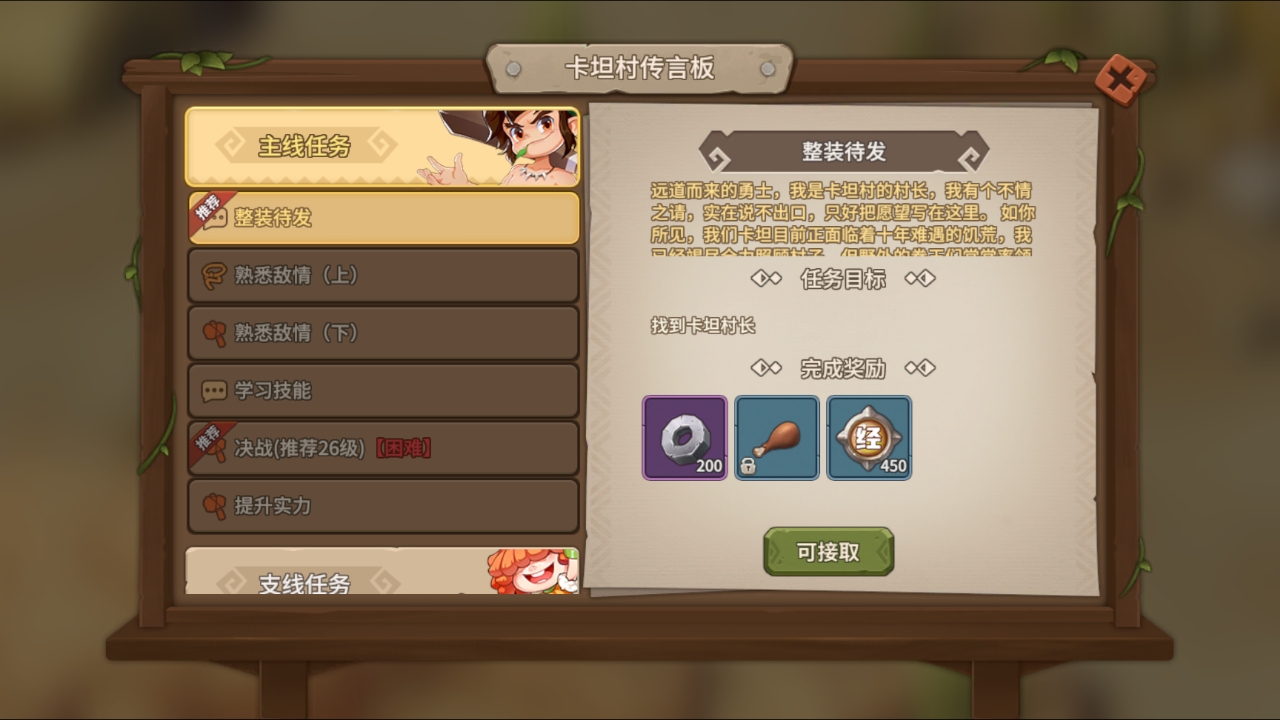 卡坦村传言板
主线任务
推荐
整装待发
熟悉敌情（上）
熟悉敌情（下）
学习技能
推荐
决战(推荐26级)【困难】
提升实力
支线任务
整装待发
远道而来的勇士，我是卡坦村的村长，我有个不情
之请，实在说不出口，只好把愿望写在这里。 如你
所见，我们卡坦目前正面临着十年难遇的饥荒，我
任务目标
找到卡坦村长
完成奖励
200
经
450
可接取